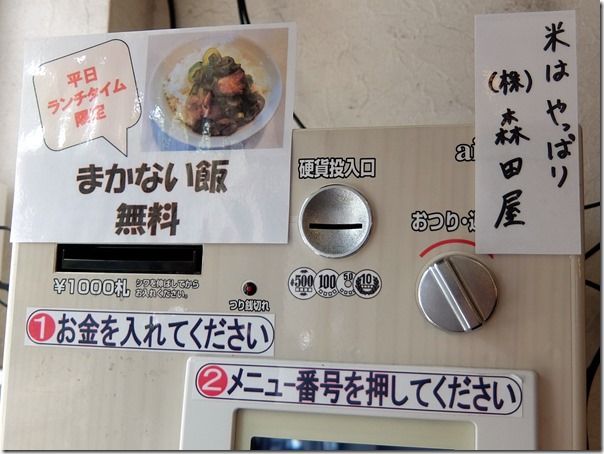 平日
ランチタイム
限定
まかない飯
無料
米は やっぱり
(株) 森田屋
硬貨投入口
おつり・
¥1000札
シワを伸ばしてから
お入れください。
つり銭切れ
500 100 50 10
1 お金を入れてください
2 メニュー番号を押してください